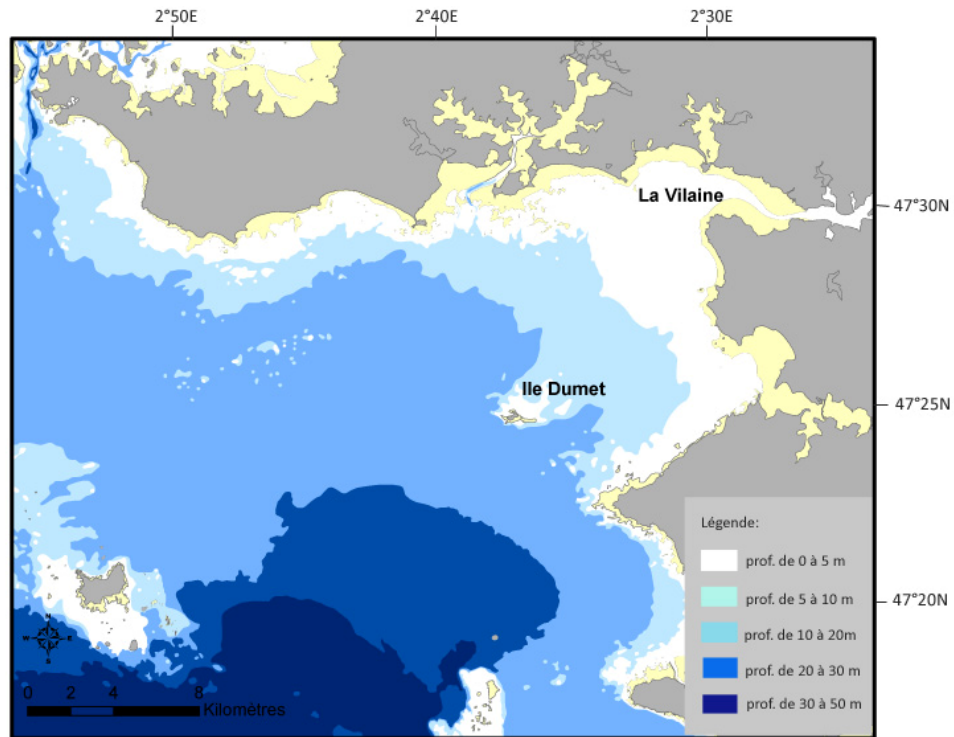 2°50E 2°40E 2°30E
La Vilaine
47°30N
Ile Dumet
47°25N
Légende:
prof. de 0 à 5 m
prof. de 5 à 10 m
47°20N
prof. de 10 à 20m
prof. de 20 à 30 m
prof. de 30 à 50 m
N
W E
S
0 2 4 8
Kilomètres